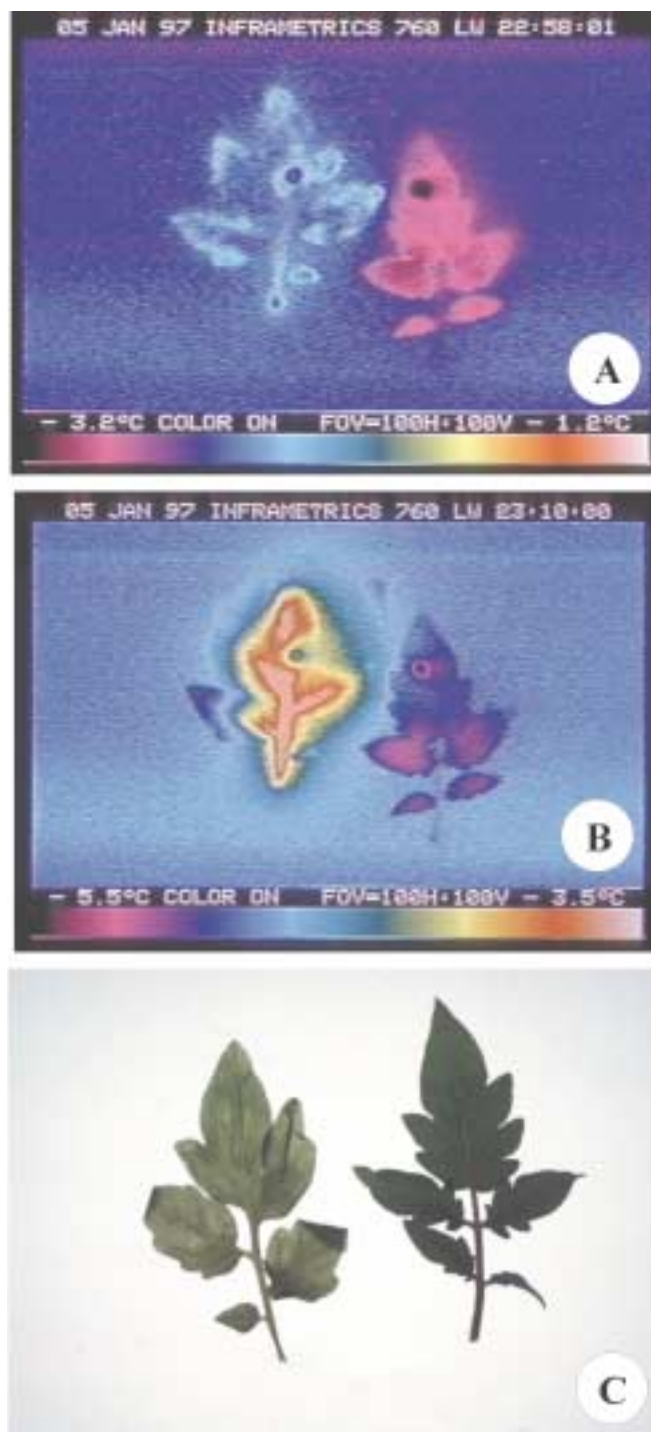 05 JAN 97 INFRAMETRICS 760 LW 22:58:01
A
- 3.2°C COLOR ON FOV=100H·100V - 1.2°C
05 JAN 97 INFRAMETRICS 760 LW 23:10:00
B
- 5.5°C COLOR ON FOV=100H·100V - 3.5°C
C